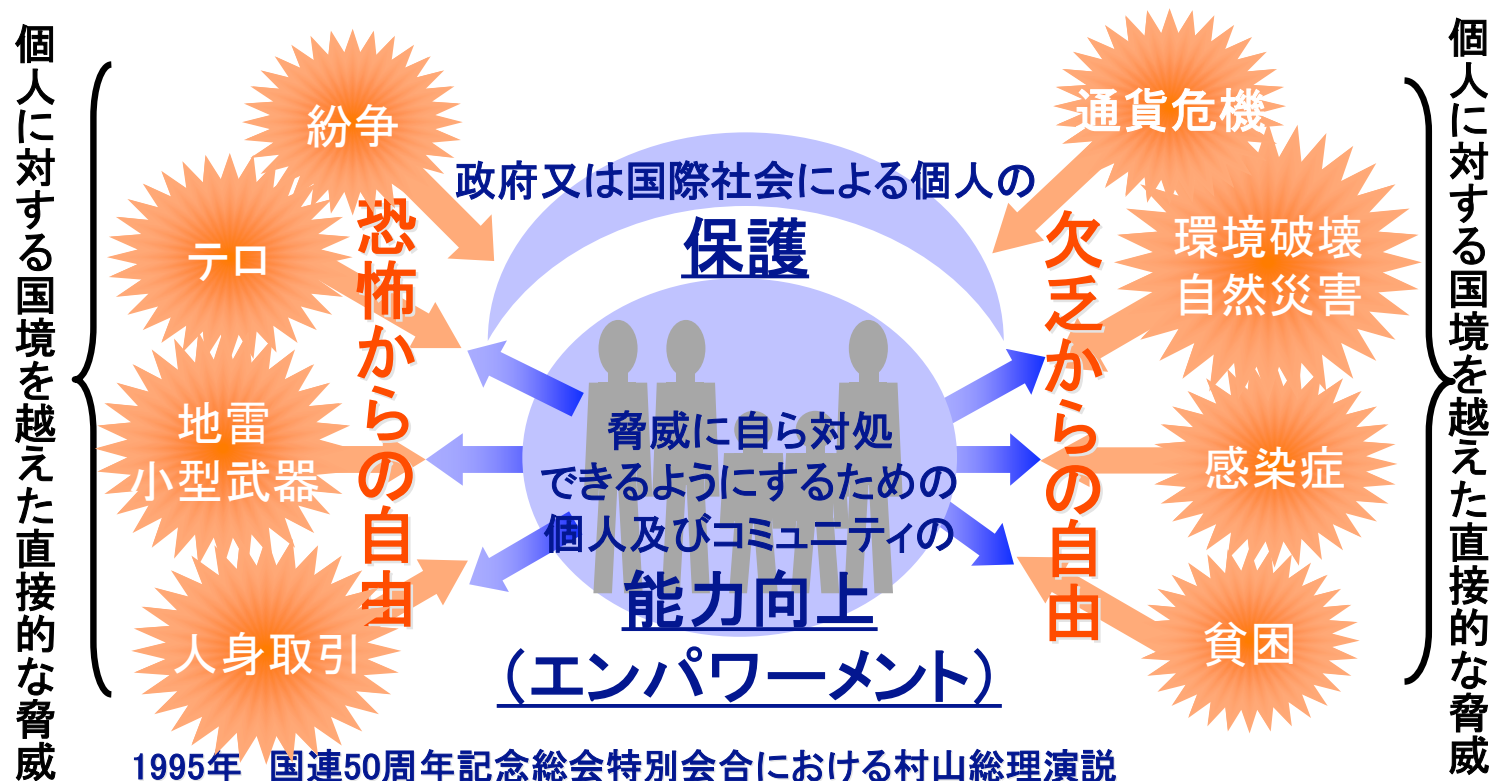 個人に対する国境を越えた直接的な脅威
紛争
テロ
地雷
小型武器
人身取引
恐怖からの自由
政府又は国際社会による個人の
保護
脅威に自ら対処
できるようにするための
個人及びコミュニティの
能力向上
（エンパワーメント）
欠乏からの自由
通貨危機
環境破壊
自然災害
感染症
貧困
個人に対する国境を越えた直接的な脅威
1995年　国連50周年記念総会特別会合における村山総理演説